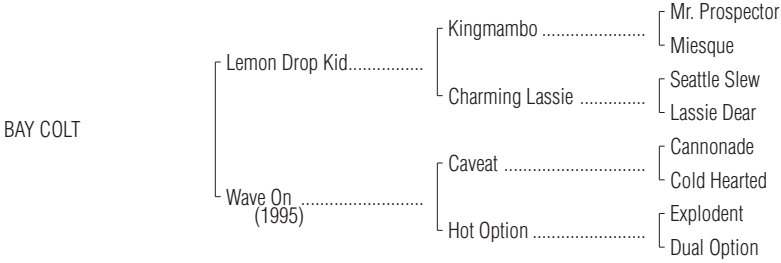 Mr. Prospector
Kingmambo ......................
Miesque
Lemon Drop Kid................
Seattle Slew
Charming Lassie ..............
Lassie Dear
BAY COLT
Cannonade
Caveat ..............................
Cold Hearted
Wave On ..........................
(1995)
Explodent
Hot Option ........................
Dual Option